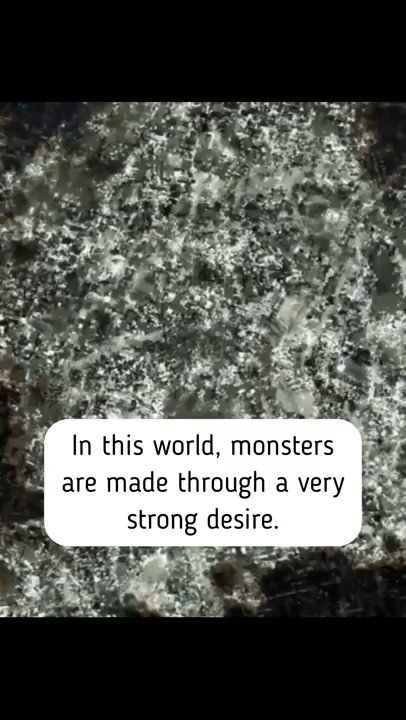 In this world, monsters
are made through a very
strong desire.